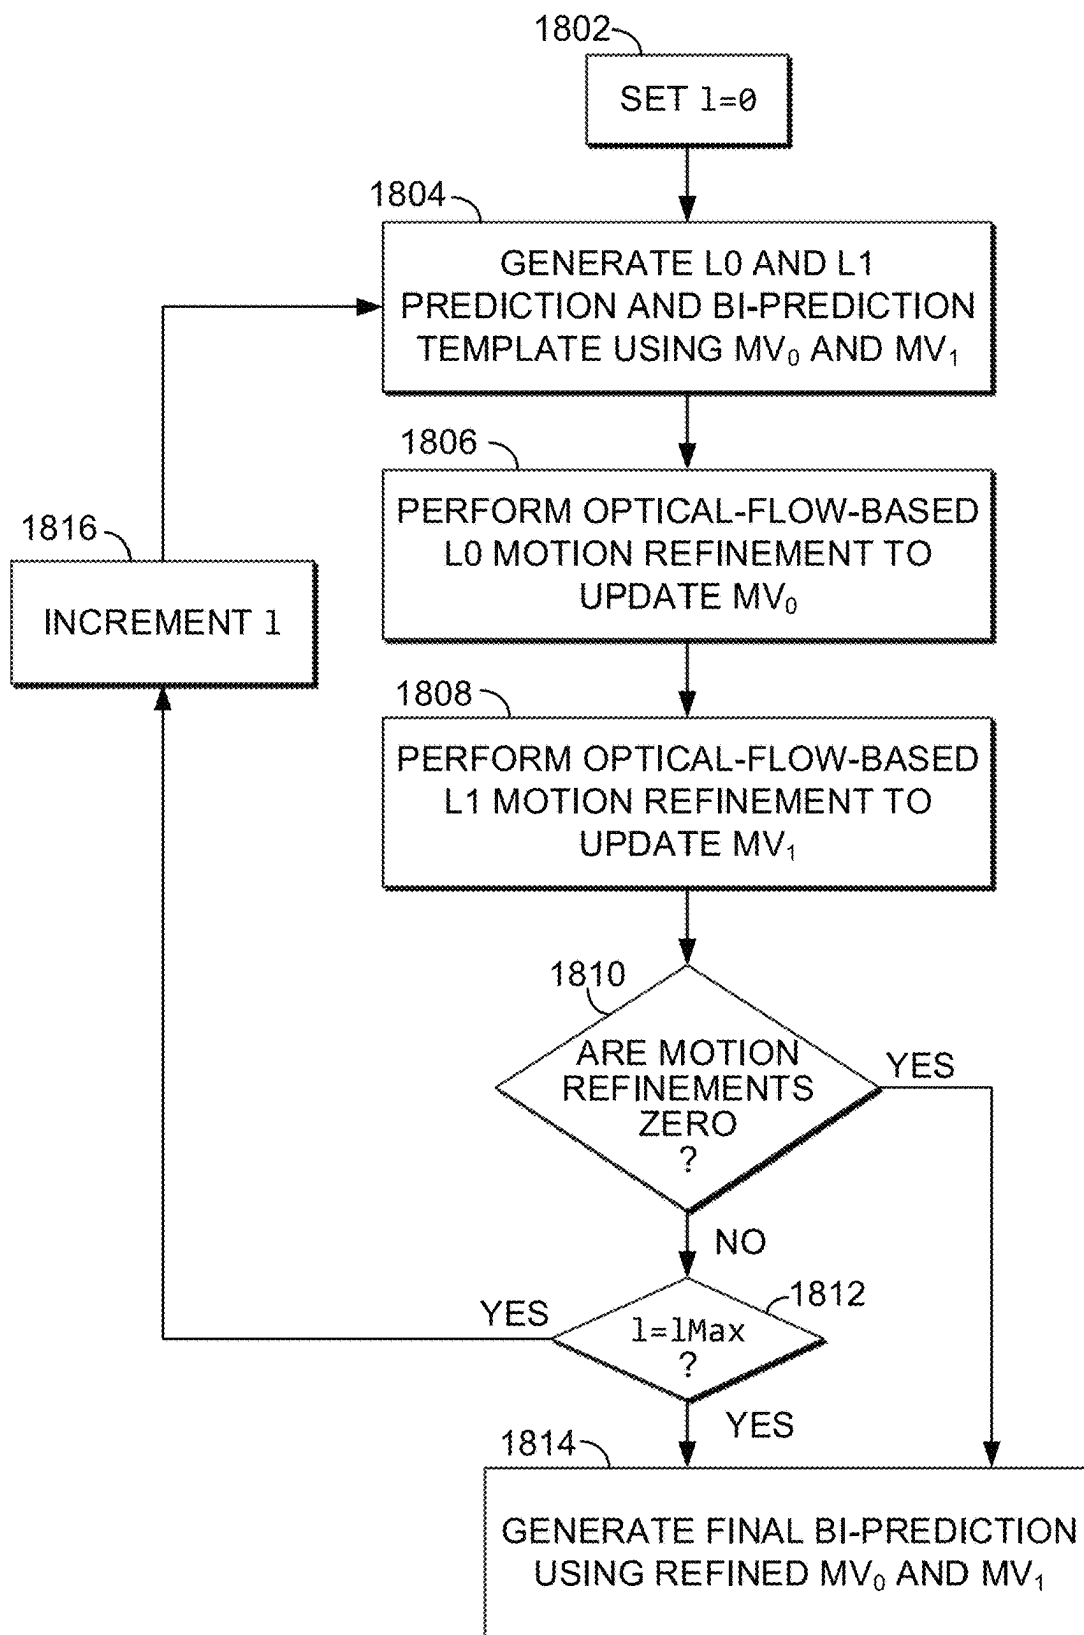 1802
SET l=0
1804
GENERATE L0 AND L1
PREDICTION AND BI-PREDICTION
TEMPLATE USING MV₀ AND MV₁
1806
PERFORM OPTICAL-FLOW-BASED
L0 MOTION REFINEMENT TO
UPDATE MV₀
1816
INCREMENT l
1808
PERFORM OPTICAL-FLOW-BASED
L1 MOTION REFINEMENT TO
UPDATE MV₁
1810
ARE MOTION
REFINEMENTS
ZERO
?
YES
NO
1812
YES
l=lMax
?
YES
1814
GENERATE FINAL BI-PREDICTION
USING REFINED MV₀ AND MV₁